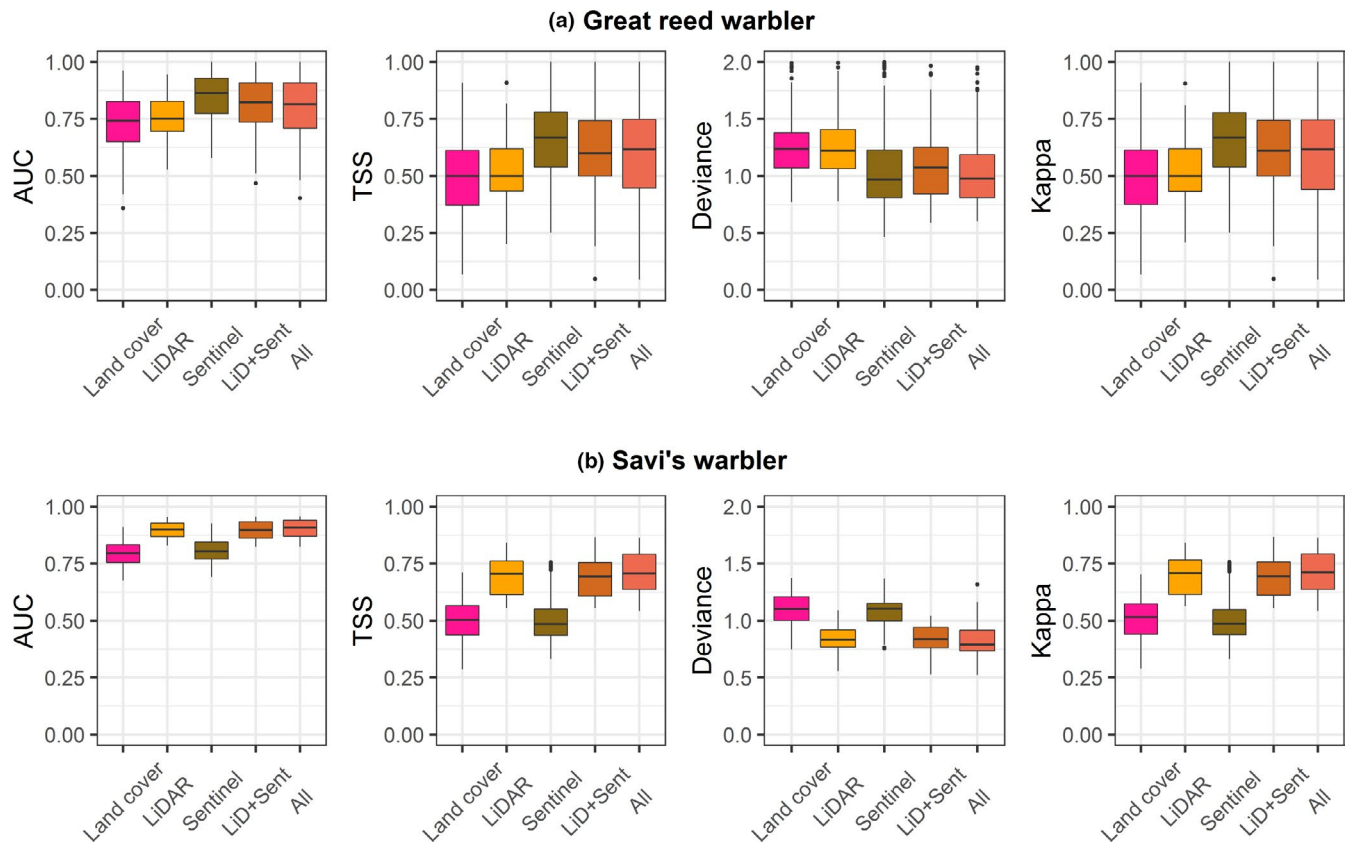 (a) Great reed warbler
AUC
1.00
0.75
0.50
0.25
0.00
Land cover
LiDAR
Sentinel
LiD+Sent
All
TSS
1.00
0.75
0.50
0.25
0.00
Land cover
LiDAR
Sentinel
LiD+Sent
All
Deviance
2.0
1.5
1.0
0.5
0.0
Land cover
LiDAR
Sentinel
LiD+Sent
All
Kappa
1.00
0.75
0.50
0.25
0.00
Land cover
LiDAR
Sentinel
LiD+Sent
All
(b) Savi's warbler
AUC
1.00
0.75
0.50
0.25
0.00
Land cover
LiDAR
Sentinel
LiD+Sent
All
TSS
1.00
0.75
0.50
0.25
0.00
Land cover
LiDAR
Sentinel
LiD+Sent
All
Deviance
2.0
1.5
1.0
0.5
0.0
Land cover
LiDAR
Sentinel
LiD+Sent
All
Kappa
1.00
0.75
0.50
0.25
0.00
Land cover
LiDAR
Sentinel
LiD+Sent
All